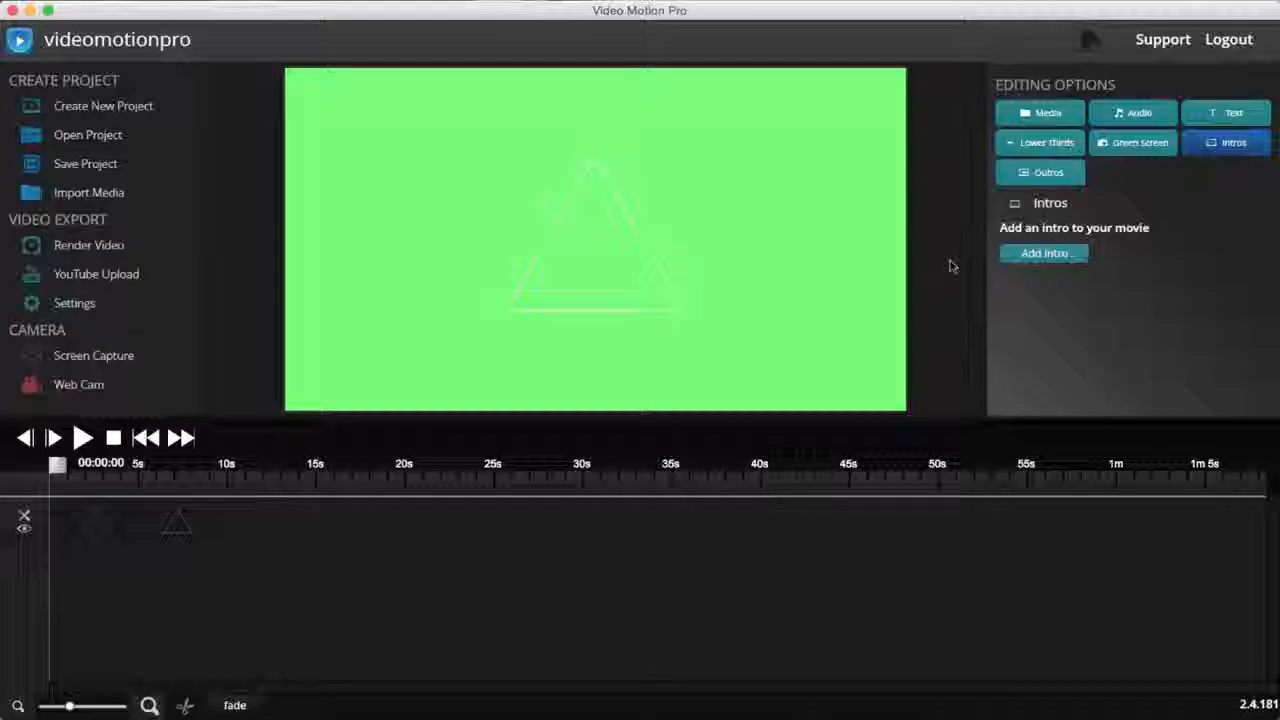 Video Motion Pro
videomotionpro
Support
Logout
CREATE PROJECT
Create New Project
Open Project
Save Project
Import Media
VIDEO EXPORT
Render Video
YouTube Upload
Settings
CAMERA
Screen Capture
Web Cam
EDITING OPTIONS
Media
Audio
Text
Lower Thirds
Green Screen
Intros
Outros
Intros
Add an intro to your movie
Add Intro...
00:00:00 5s 10s 15s 20s 25s 30s 35s 40s 45s 50s 55s 1m 1m 5s
fade
2.4.181